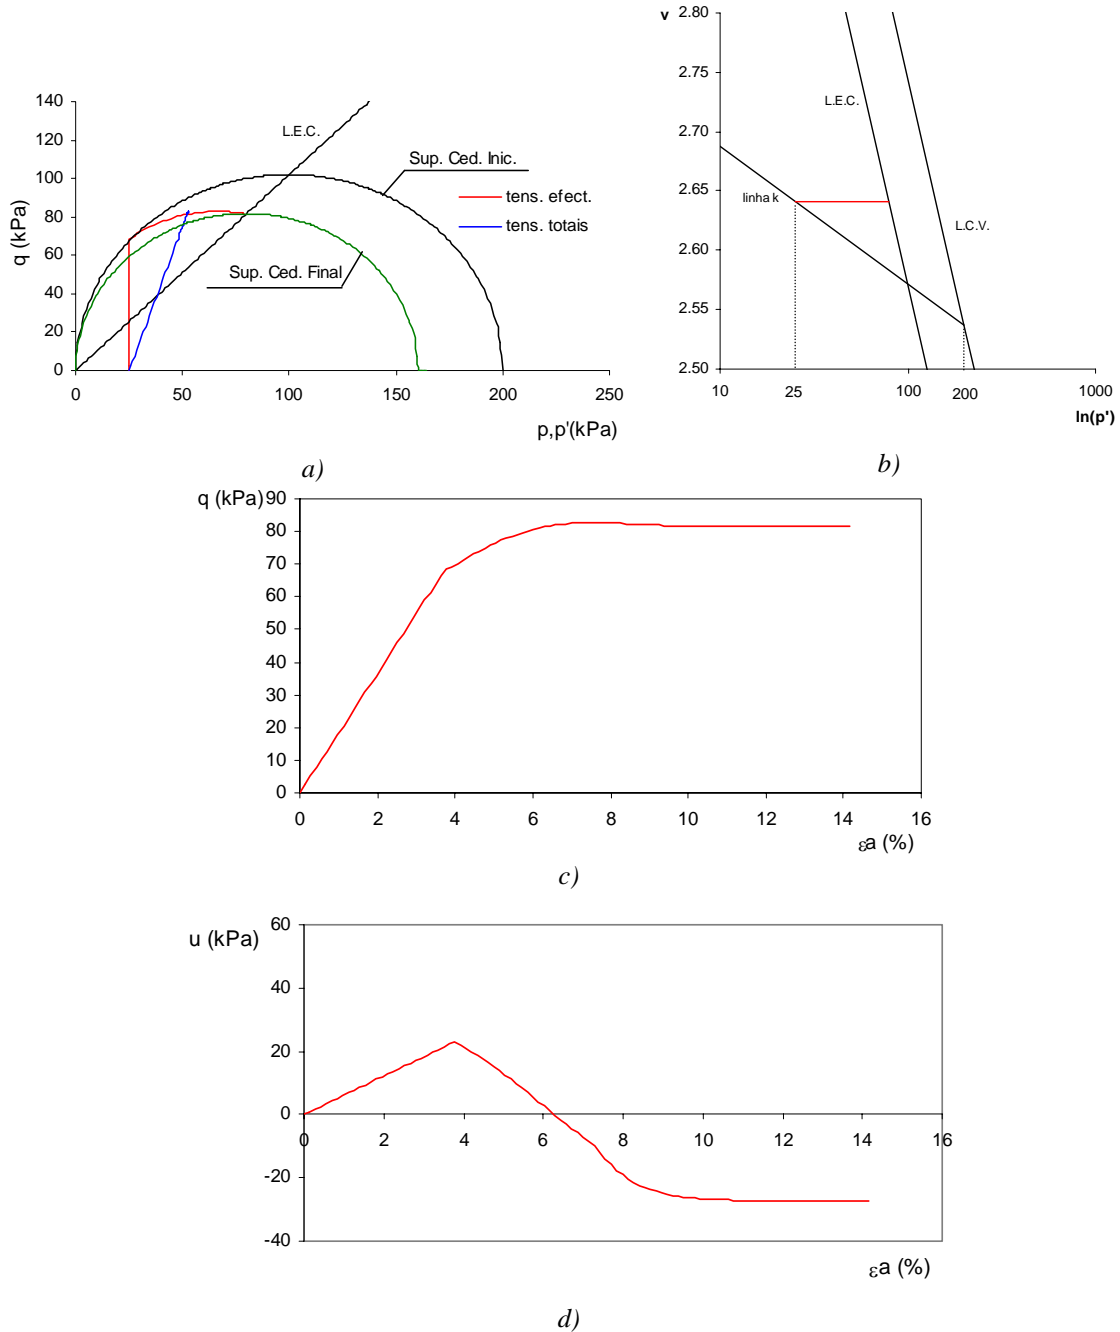 140
120
100
80
60
40
20
0
q (kPa)
L.E.C.
Sup. Ced. Inic.
tens. efect.
tens. totais
Sup. Ced. Final
0 50 100 150 200 250
p,p'(kPa)
a)
v
2.80
2.75
2.70
2.65
2.60
2.55
2.50
L.E.C.
linha k
L.C.V.
10 25 100 200 1000
ln(p')
b)
q (kPa)
90
80
70
60
50
40
30
20
10
0
0 2 4 6 8 10 12 14 16
εa (%)
c)
u (kPa)
60
40
20
0
-20
-40
0 2 4 6 8 10 12 14 16
εa (%)
d)